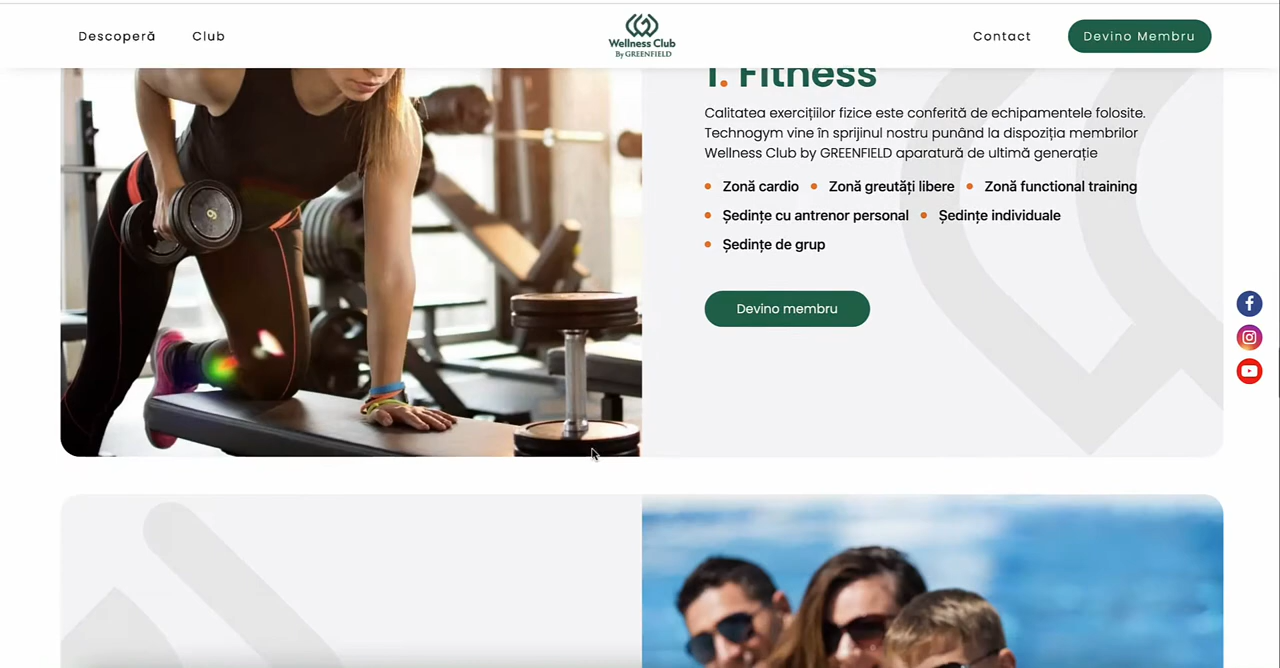 Descoperă
Club
Wellness Club
By GREENFIELD
Contact
Devino Membru
1. Fitness
Calitatea exercițiilor fizice este conferită de echipamentele folosite.
Technogym vine în sprijinul nostru punând la dispoziția membrilor
Wellness Club by GREENFIELD aparatură de ultimă generație
• Zonă cardio • Zonă greutăți libere • Zonă functional training
• Ședințe cu antrenor personal • Ședințe individuale
• Ședințe de grup
Devino membru
9